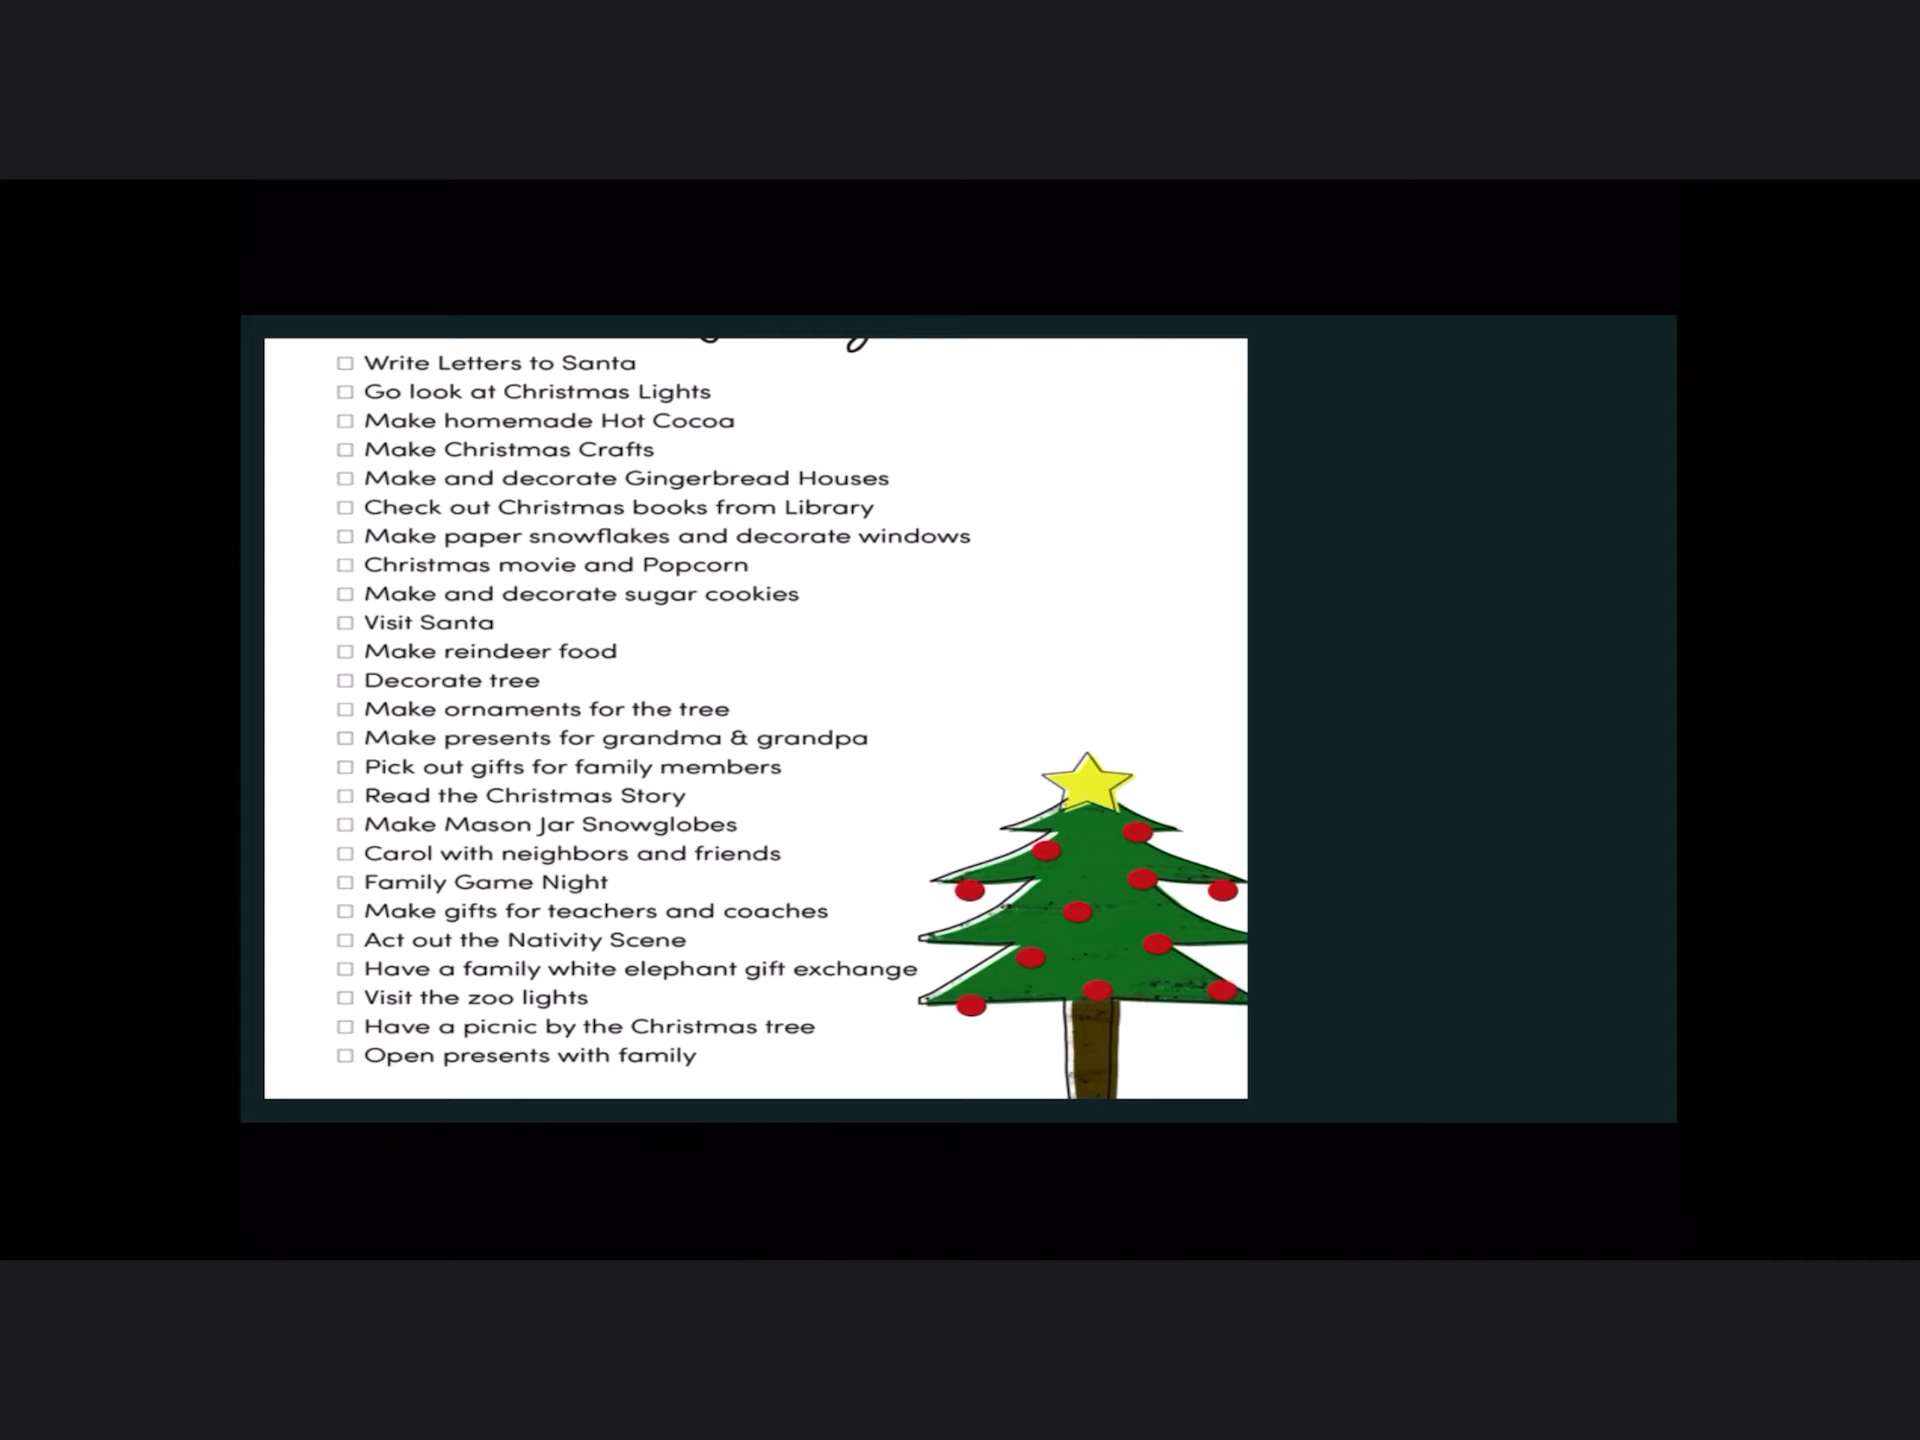 Write Letters to Santa
Go look at Christmas Lights
Make homemade Hot Cocoa
Make Christmas Crafts
Make and decorate Gingerbread Houses
Check out Christmas books from Library
Make paper snowflakes and decorate windows
Christmas movie and Popcorn
Make and decorate sugar cookies
Visit Santa
Make reindeer food
Decorate tree
Make ornaments for the tree
Make presents for grandma & grandpa
Pick out gifts for family members
Read the Christmas Story
Make Mason Jar Snowglobes
Carol with neighbors and friends
Family Game Night
Make gifts for teachers and coaches
Act out the Nativity Scene
Have a family white elephant gift exchange
Visit the zoo lights
Have a picnic by the Christmas tree
Open presents with family